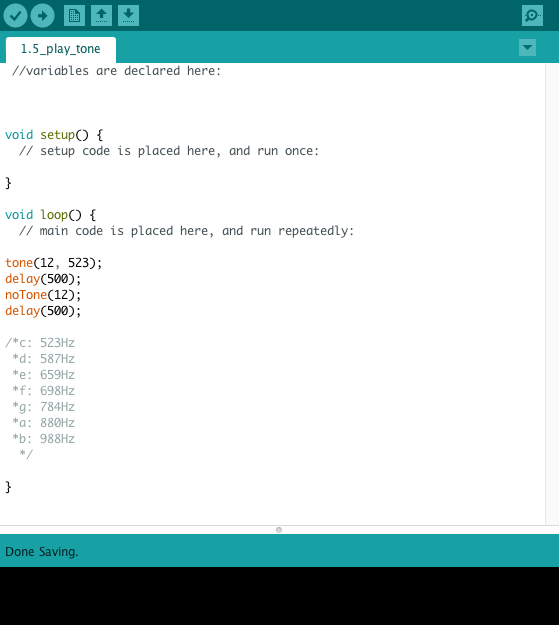 1.5_play_tone
//variables are declared here:
void setup() {
// setup code is placed here, and run once:
}
void loop() {
// main code is placed here, and run repeatedly:
tone(12, 523);
delay(500);
noTone(12);
delay(500);
/*c: 523Hz
*d: 587Hz
*e: 659Hz
*f: 698Hz
*g: 784Hz
*a: 880Hz
*b: 988Hz
*/
}
Done Saving.